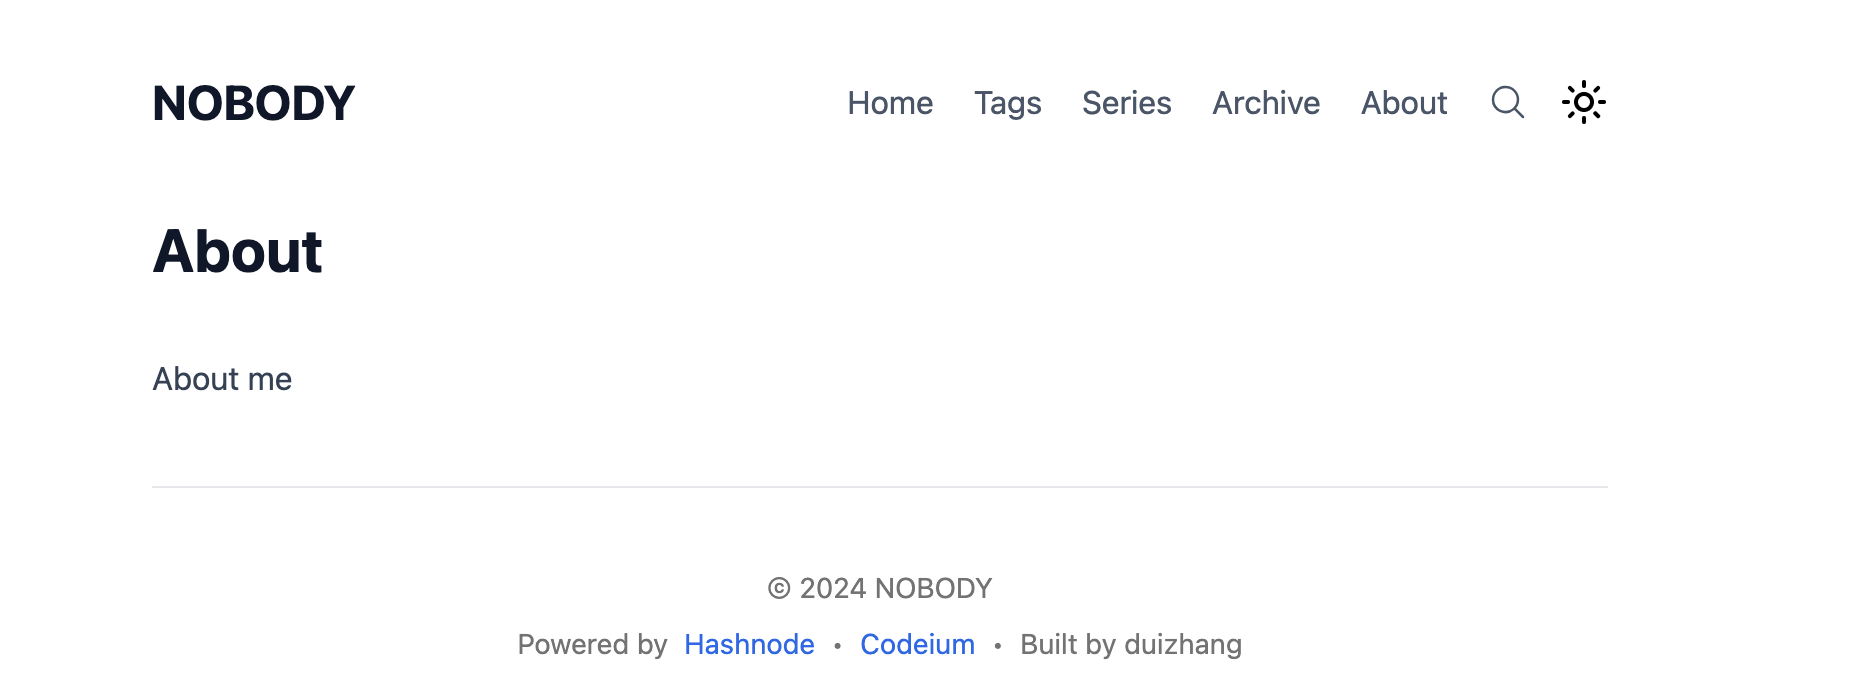 NOBODY Home Tags Series Archive About
About
About me
© 2024 NOBODY
Powered by Hashnode • Codeium • Built by duizhang